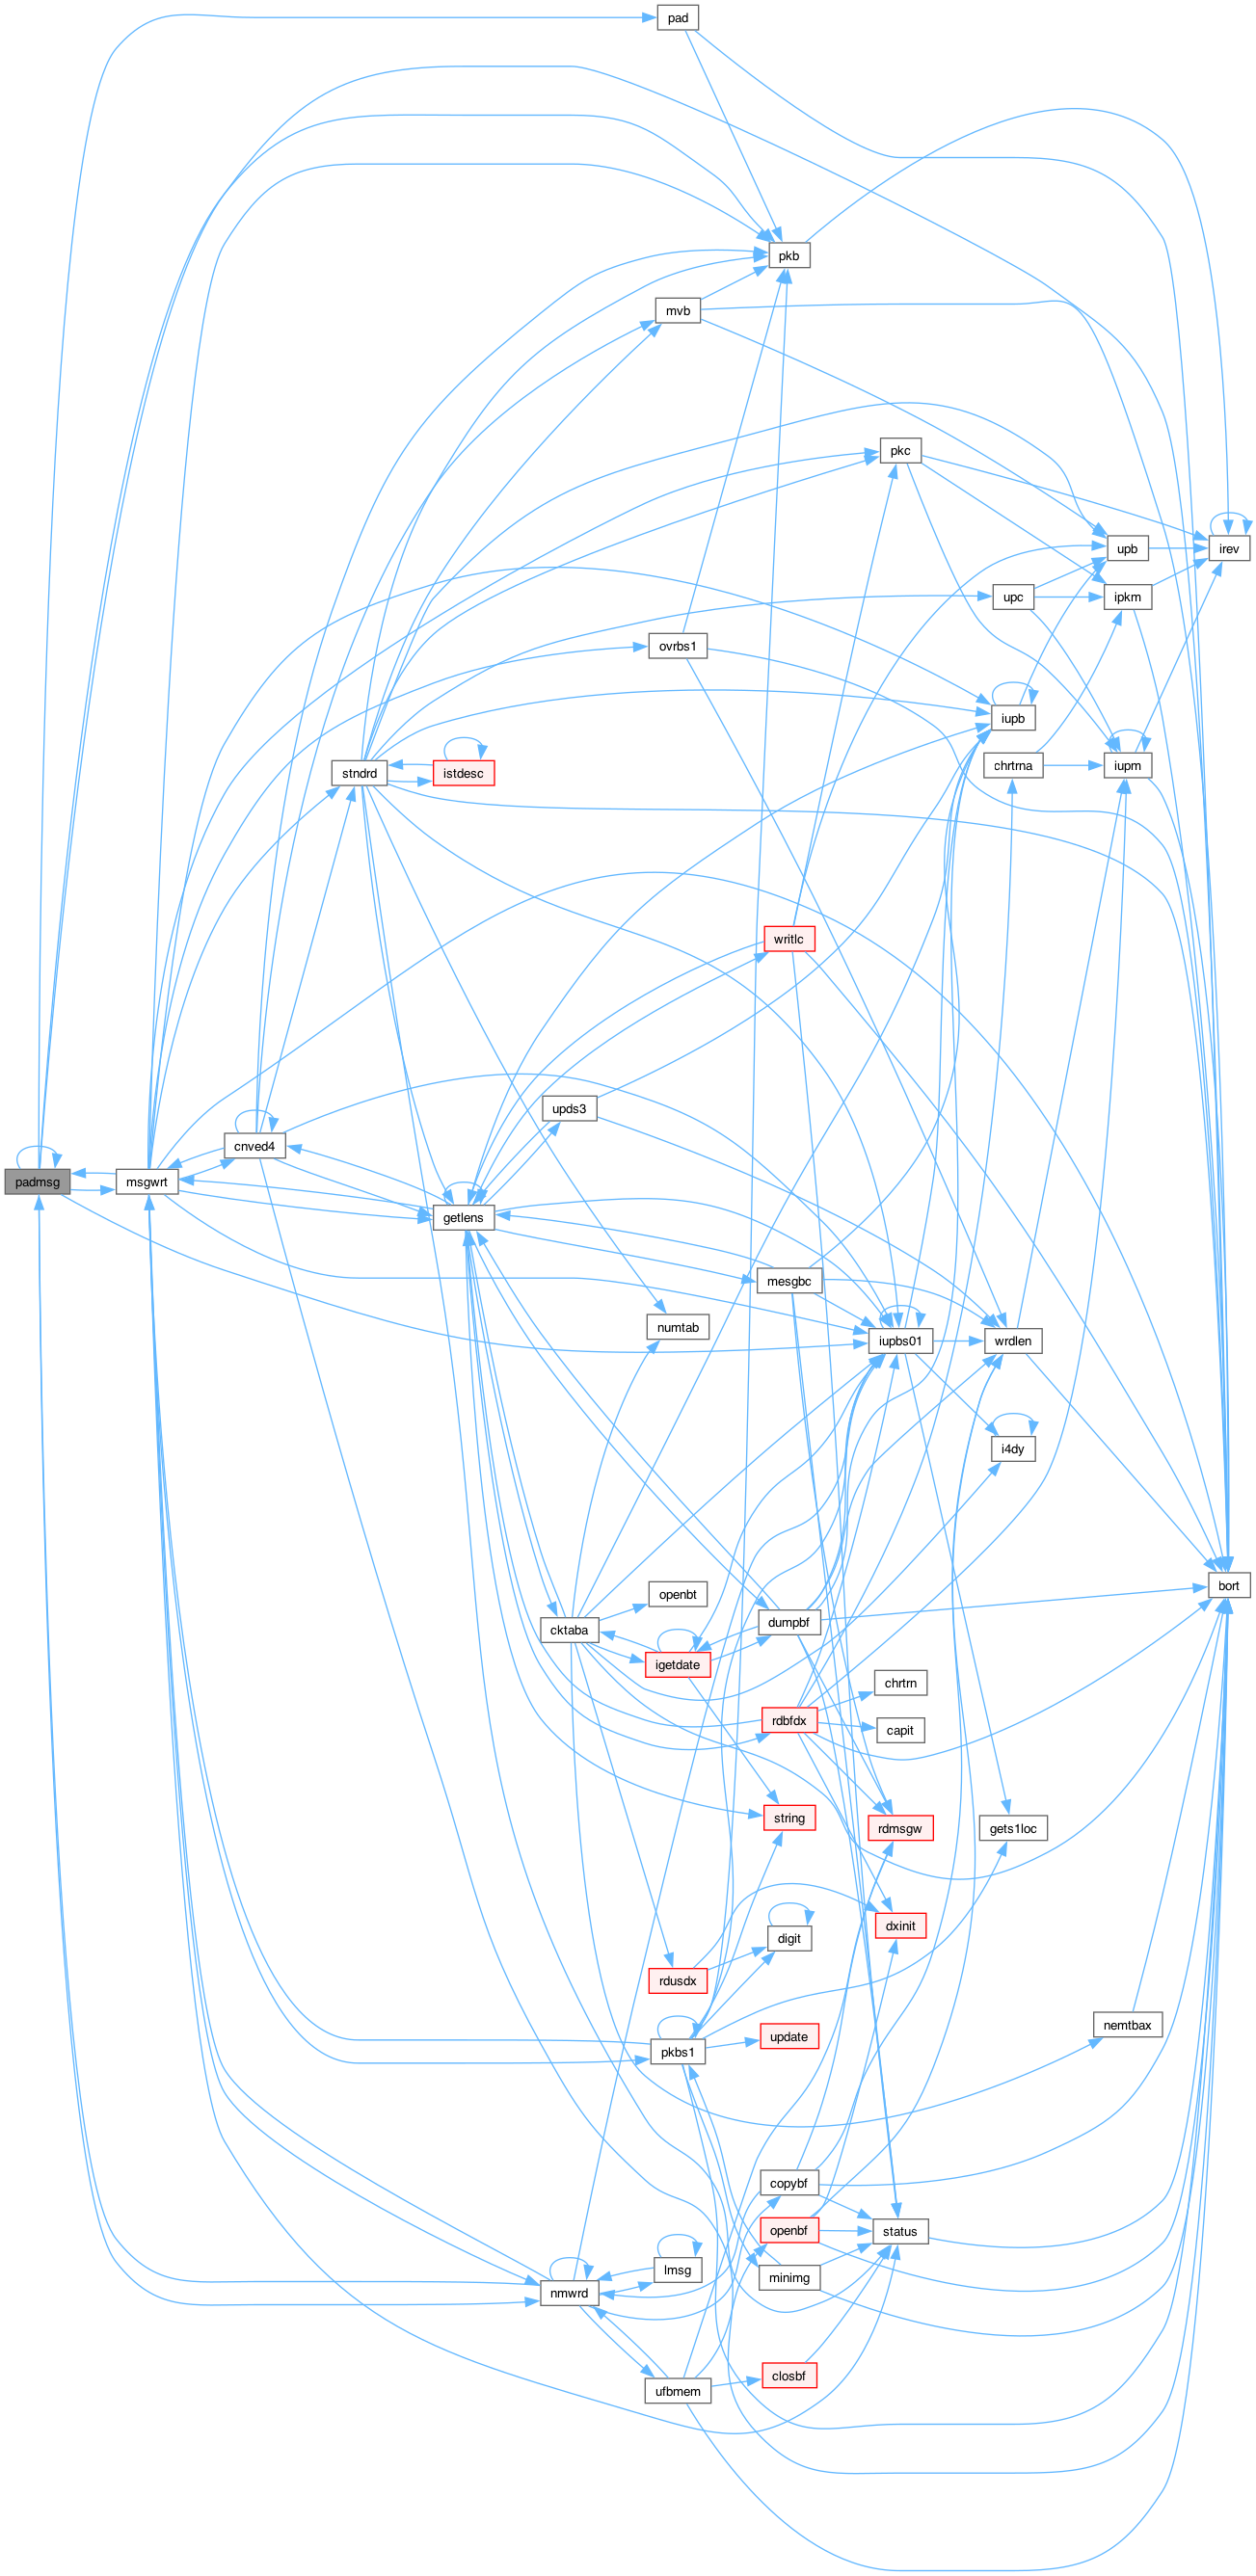 pad
pkb
mvb
pkc
upb
irev
upc
ipkm
ovrbs1
iupb
chrtrna
iupm
stndrd
istdesc
writlc
upds3
cnved4
padmsg
msgwrt
getlens
mesgbc
numtab
iupbs01
wrdlen
i4dy
openbt
bort
cktaba
dumpbf
igetdate
chrtrn
rdbfdx
capit
string
rdmsgw
gets1loc
dxinit
digit
rdusdx
update
nemtbax
pkbs1
copybf
openbf
status
lmsg
minimg
nmwrd
closbf
ufbmem